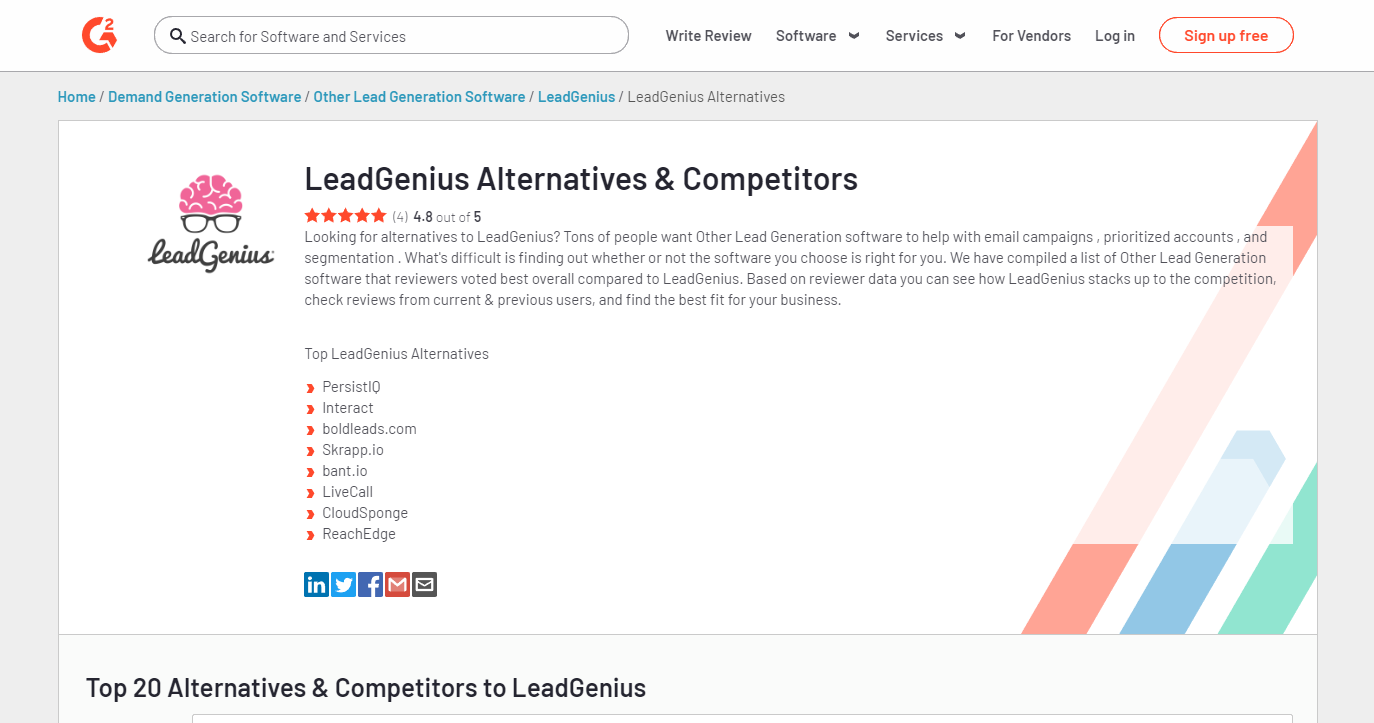 G2
Search for Software and Services
Write Review
Software
Services
For Vendors
Log in
Sign up free
Home / Demand Generation Software / Other Lead Generation Software / LeadGenius / LeadGenius Alternatives
LeadGenius
LeadGenius Alternatives & Competitors
(4) 4.8 out of 5
Looking for alternatives to LeadGenius? Tons of people want Other Lead Generation software to help with email campaigns , prioritized accounts , and
segmentation . What's difficult is finding out whether or not the software you choose is right for you. We have compiled a list of Other Lead Generation
software that reviewers voted best overall compared to LeadGenius. Based on reviewer data you can see how LeadGenius stacks up to the competition,
check reviews from current & previous users, and find the best fit for your business.
Top LeadGenius Alternatives
PersistIQ
Interact
boldleads.com
Skrapp.io
bant.io
LiveCall
CloudSponge
ReachEdge
Top 20 Alternatives & Competitors to LeadGenius